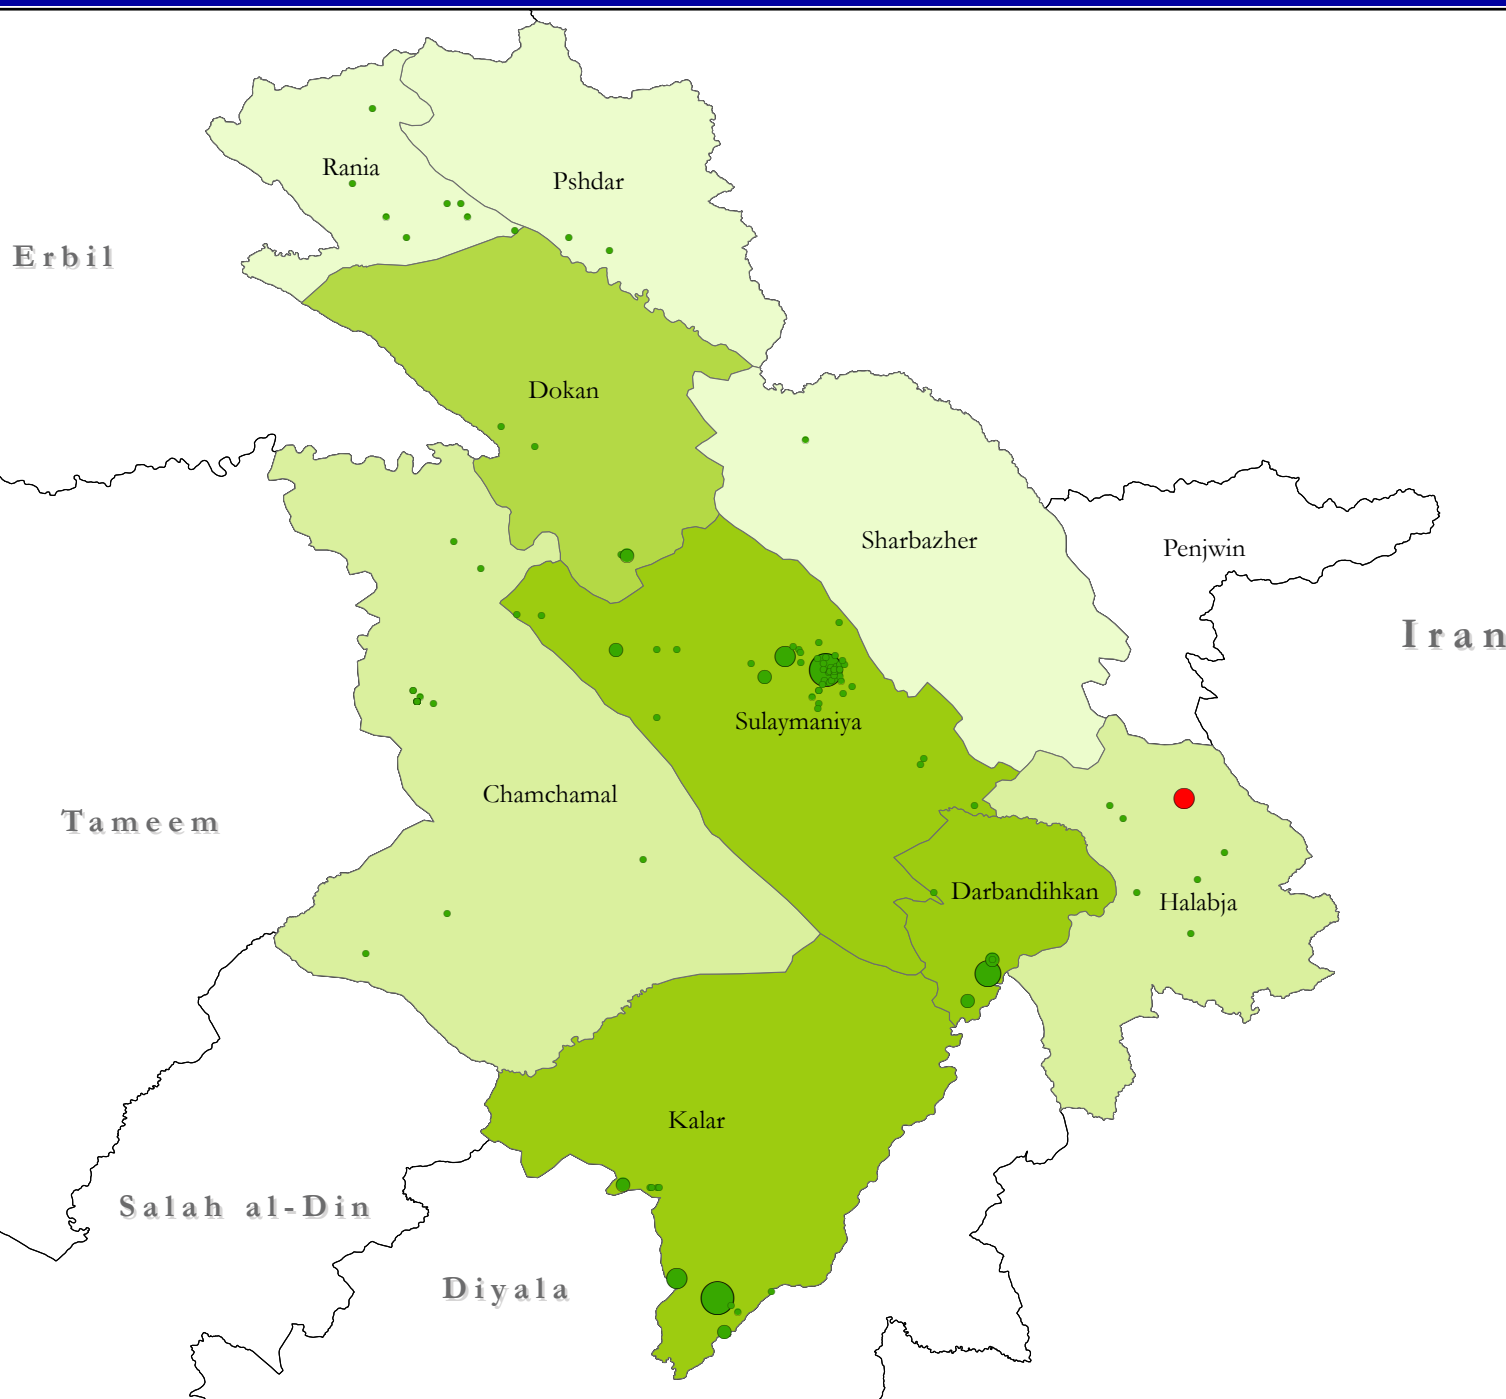 Rania
Pshdar
Erbil
Dokan
Sharbazher
Penjwin
Iran
Sulaymaniya
Chamchamal
Tameem
Darbandihkan
Halabja
Kalar
Salah al-Din
Diyala